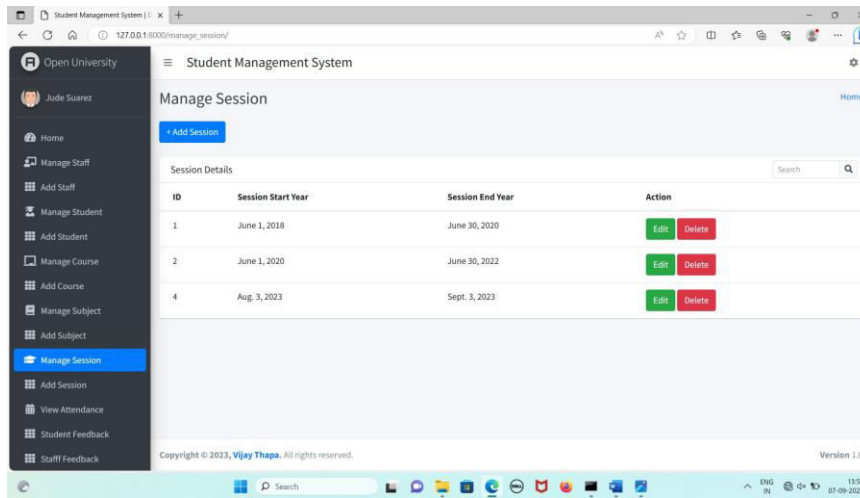 Student Management System |
127.0.0.1:8000/manage_session/
Open University
Student Management System
Jude Suarez
Manage Session
Home
+ Add Session
Session Details
Search
ID Session Start Year Session End Year Action
1 June 1, 2018 June 30, 2020 Edit Delete
2 June 1, 2020 June 30, 2022 Edit Delete
4 Aug. 3, 2023 Sept. 3, 2023 Edit Delete
Home
Manage Staff
Add Staff
Manage Student
Add Student
Manage Course
Add Course
Manage Subject
Add Subject
Manage Session
Add Session
View Attendance
Student Feedback
Stafff Feedback
Copyright © 2023, Vijay Thapa. All rights reserved.
Version
Search
ENG
IN